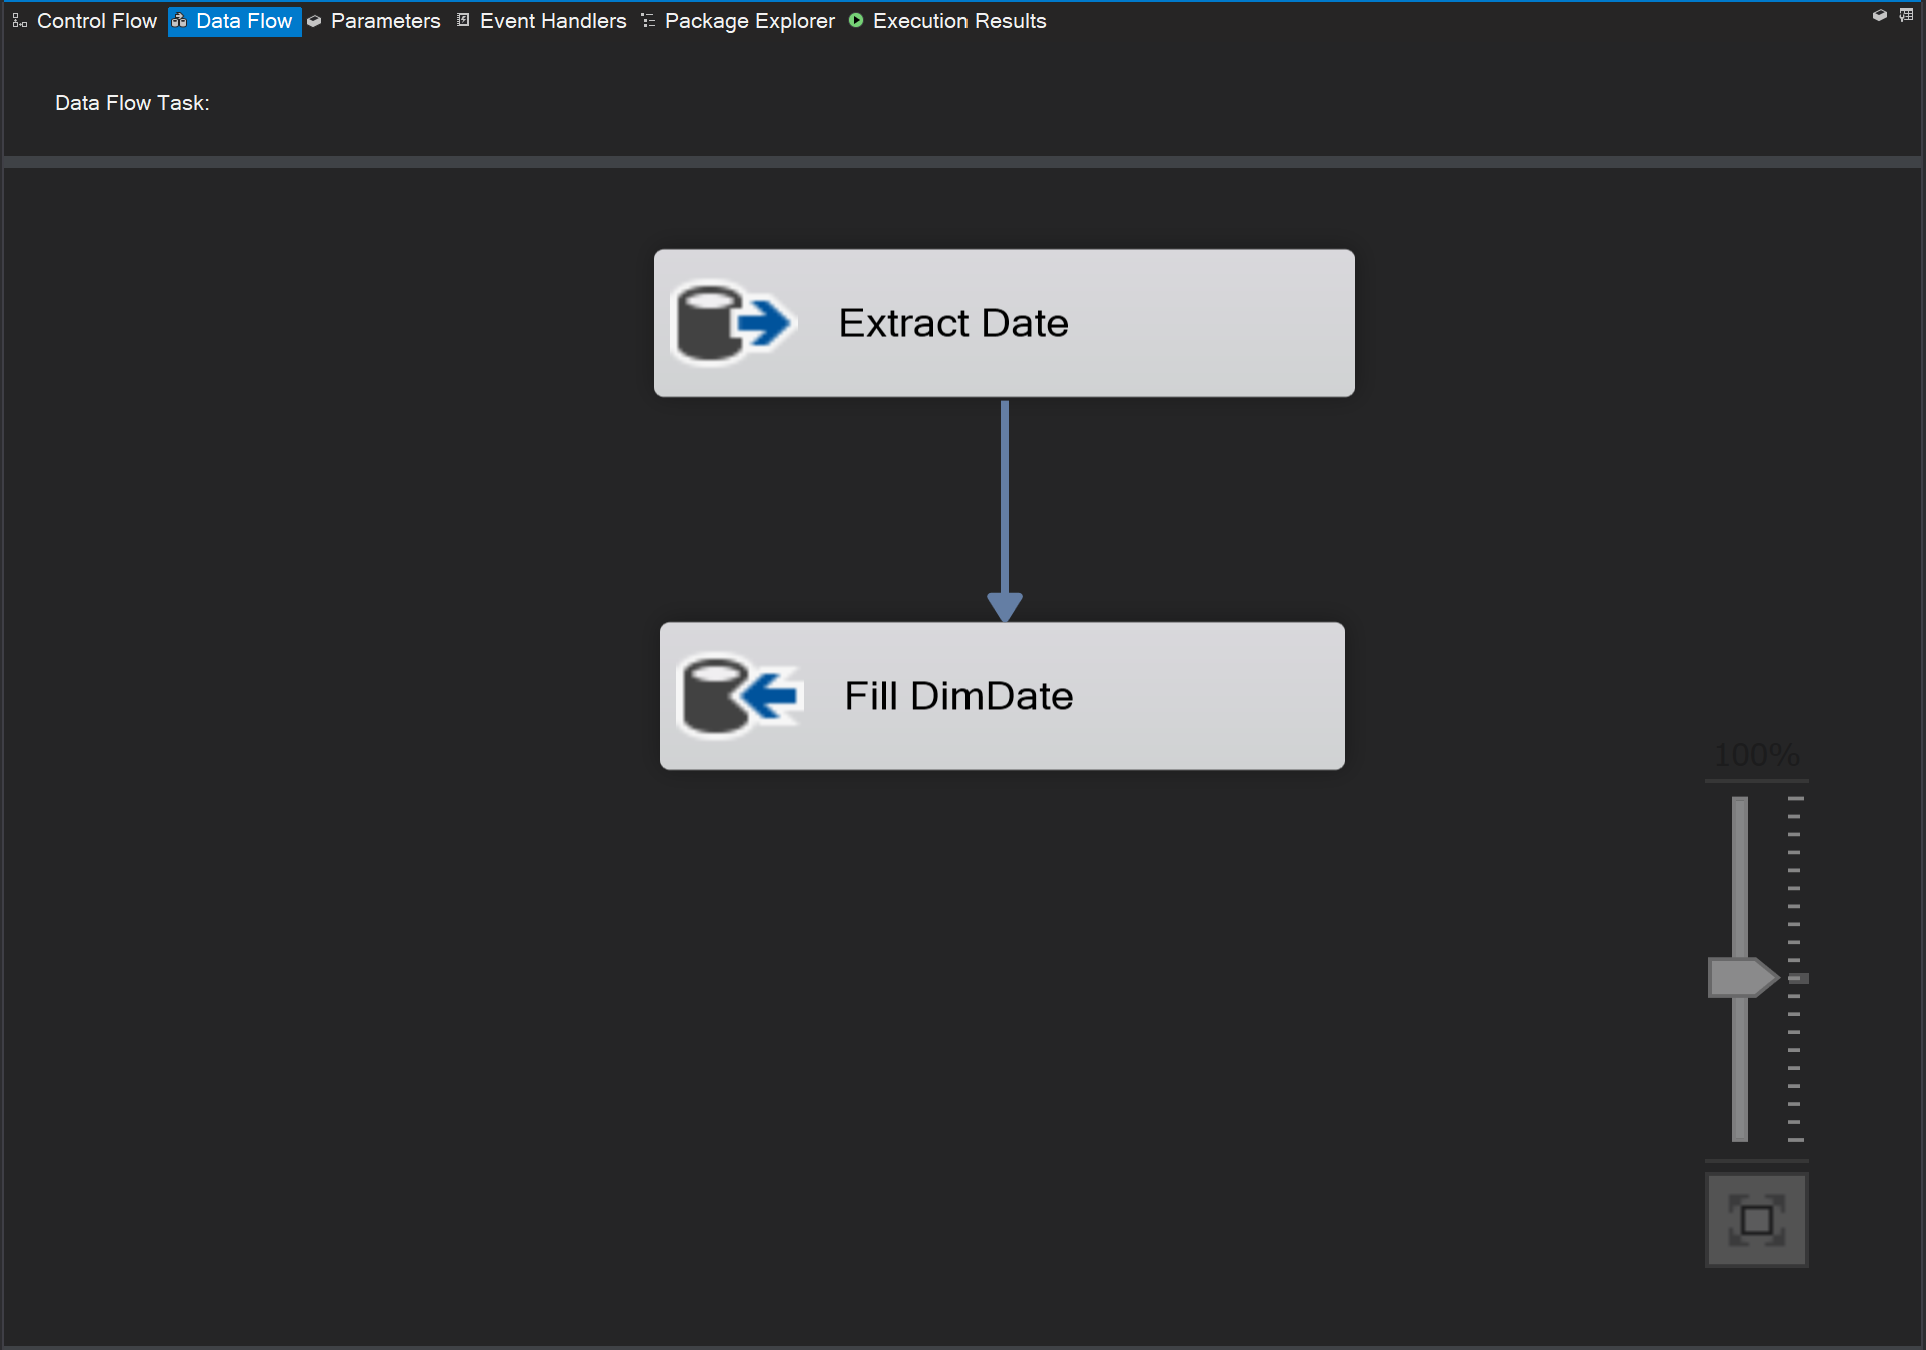 Control Flow Data Flow Parameters Event Handlers Package Explorer Execution Results
Data Flow Task:
Extract Date
Fill DimDate
100%